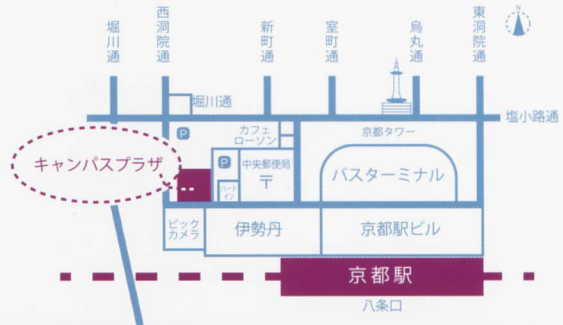 堀川通
西洞院通
新町通
室町通
烏丸通
東洞院通
N
堀川通
塩小路通
P
カフェ
ローソン
京都タワー
キャンパスプラザ
P
中央郵便局
〒
ハート
イン
バスターミナル
ビック
カメラ
伊勢丹
京都駅ビル
京都駅
八条口